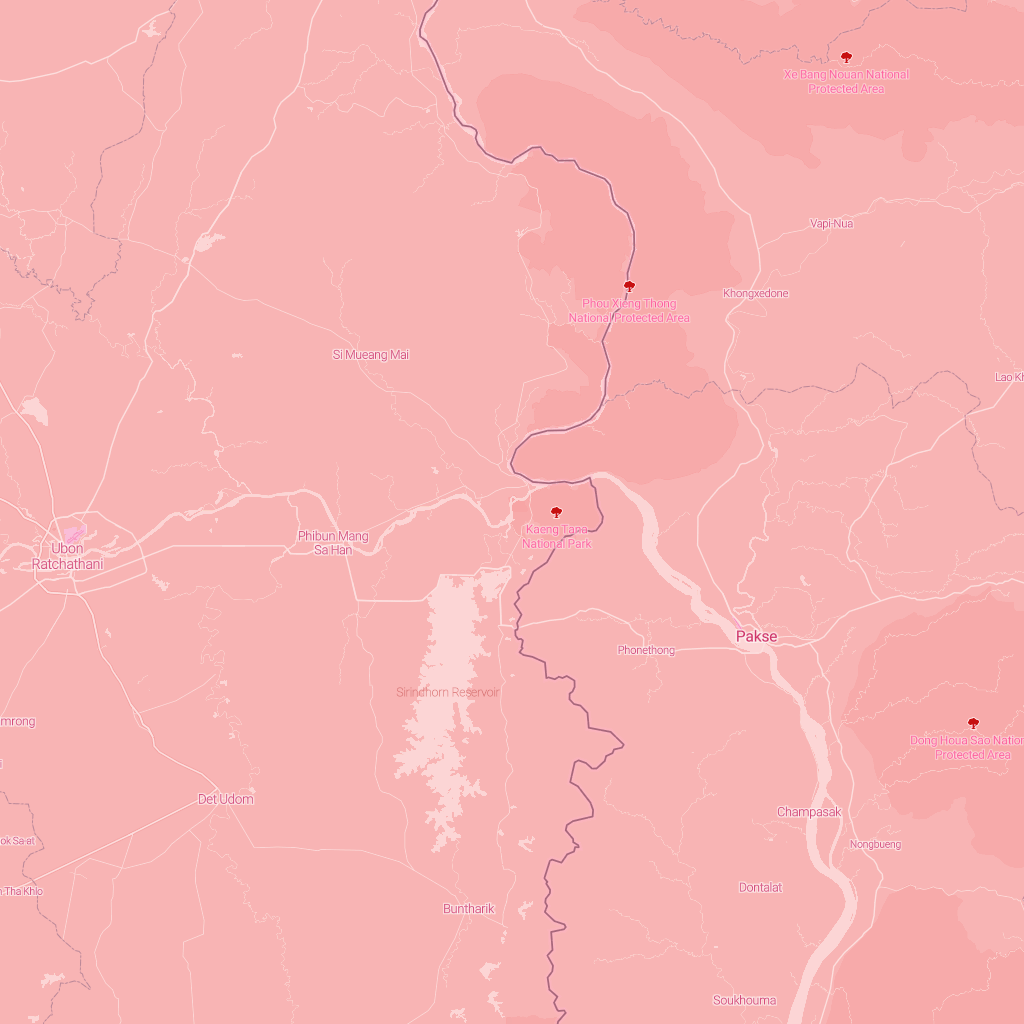 Xe Bang Nouan National
Protected Area
Vapi-Nua
Khongxedone
Phou Xieng Thong
National Protected Area
Si Mueang Mai
Lao Kh
Kaeng Tana
National Park
Phibun Mang
Sa Han
Ubon
Ratchathani
Pakse
Phonethong
Sirindhorn Reservoir
mrong
Dong Houa Sao Nation
Protected Area
Det Udom
Champasak
ok Sa-at
Nongbueng
n Tha Khlo
Dontalat
Buntharik
Soukhouma